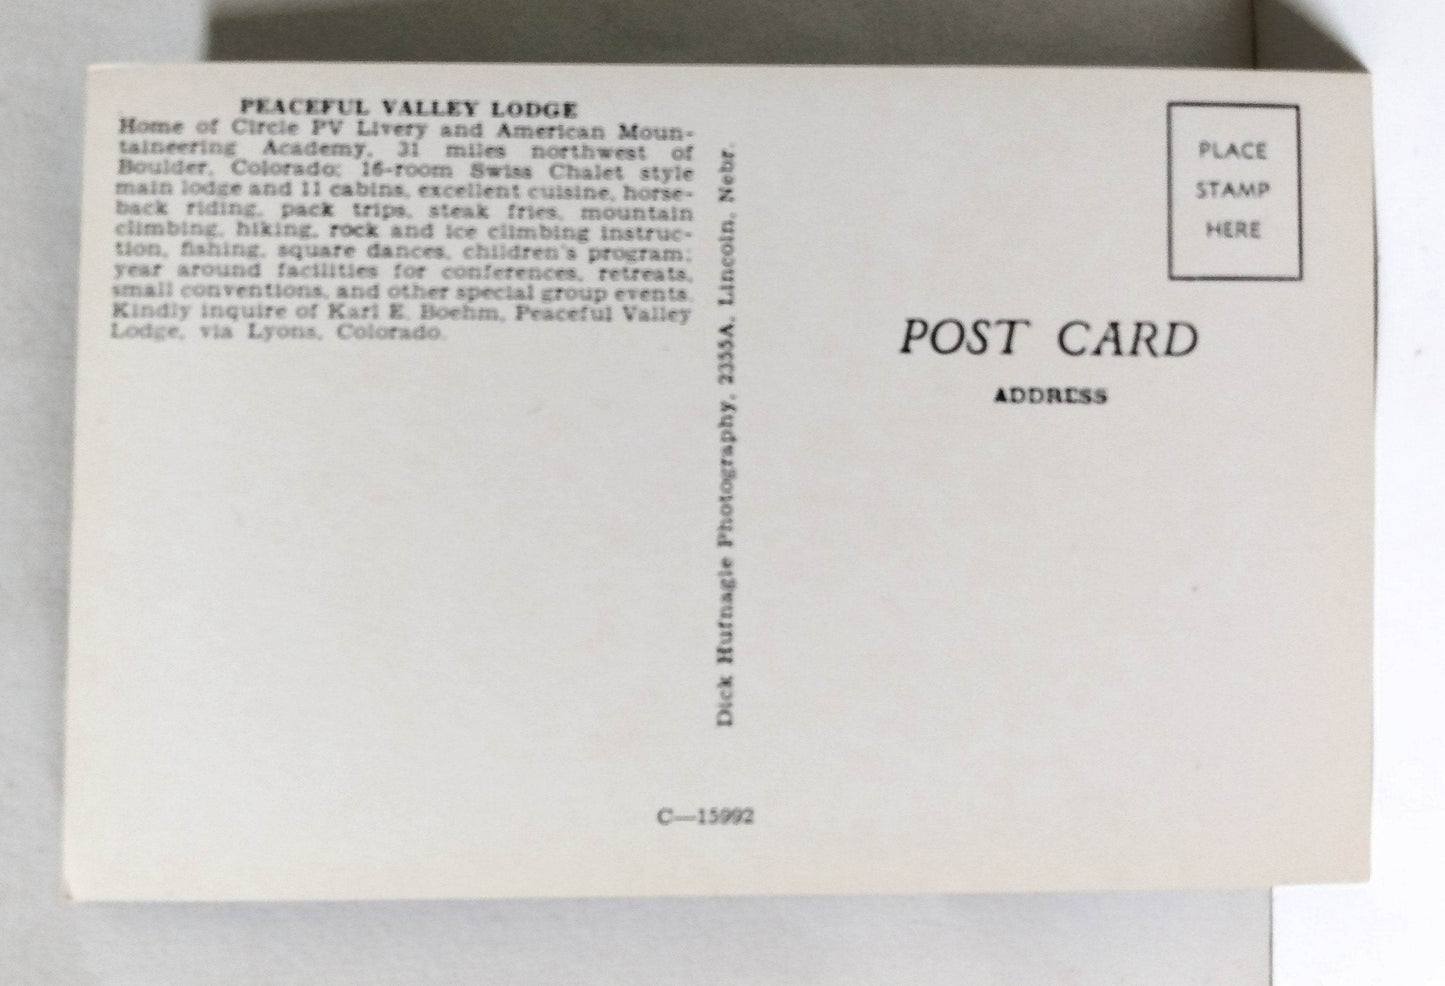 PEACEFUL VALLEY LODGE
Home of Circle PV Livery and American Moun-
taineering Academy, 31 miles northwest of
Boulder, Colorado; 16-room Swiss Chalet style
main lodge and 11 cabins, excellent cuisine, horse-
back riding, pack trips, steak fries, mountain
climbing, hiking, rock and ice climbing instruc-
tion, fishing, square dances, children's program;
year around facilities for conferences, retreats,
small conventions, and other special group events.
Kindly inquire of Karl E. Boehm, Peaceful Valley
Lodge, via Lyons, Colorado.
Dick Hufnagle Photography, 2355A, Lincoln, Nebr.
C—15992
PLACE
STAMP
HERE
POST CARD
ADDRESS